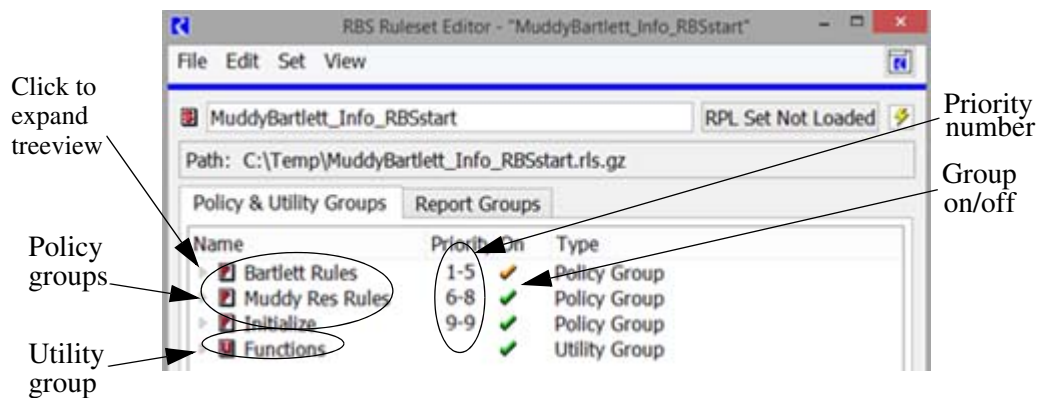 RBS Ruleset Editor - "MuddyBartlett_Info_RBSstart"
File Edit Set View
Click to
expand
treeview
MuddyBartlett_Info_RBSstart
RPL Set Not Loaded
Priority
number
Path: C:\Temp\MuddyBartlett_Info_RBSstart.rls.gz
Group
on/off
Policy & Utility Groups Report Groups
Name Priority On Type
Policy
groups
Bartlett Rules 1-5 Policy Group
Muddy Res Rules 6-8 Policy Group
Initialize 9-9 Policy Group
Functions Utility Group
Utility
group